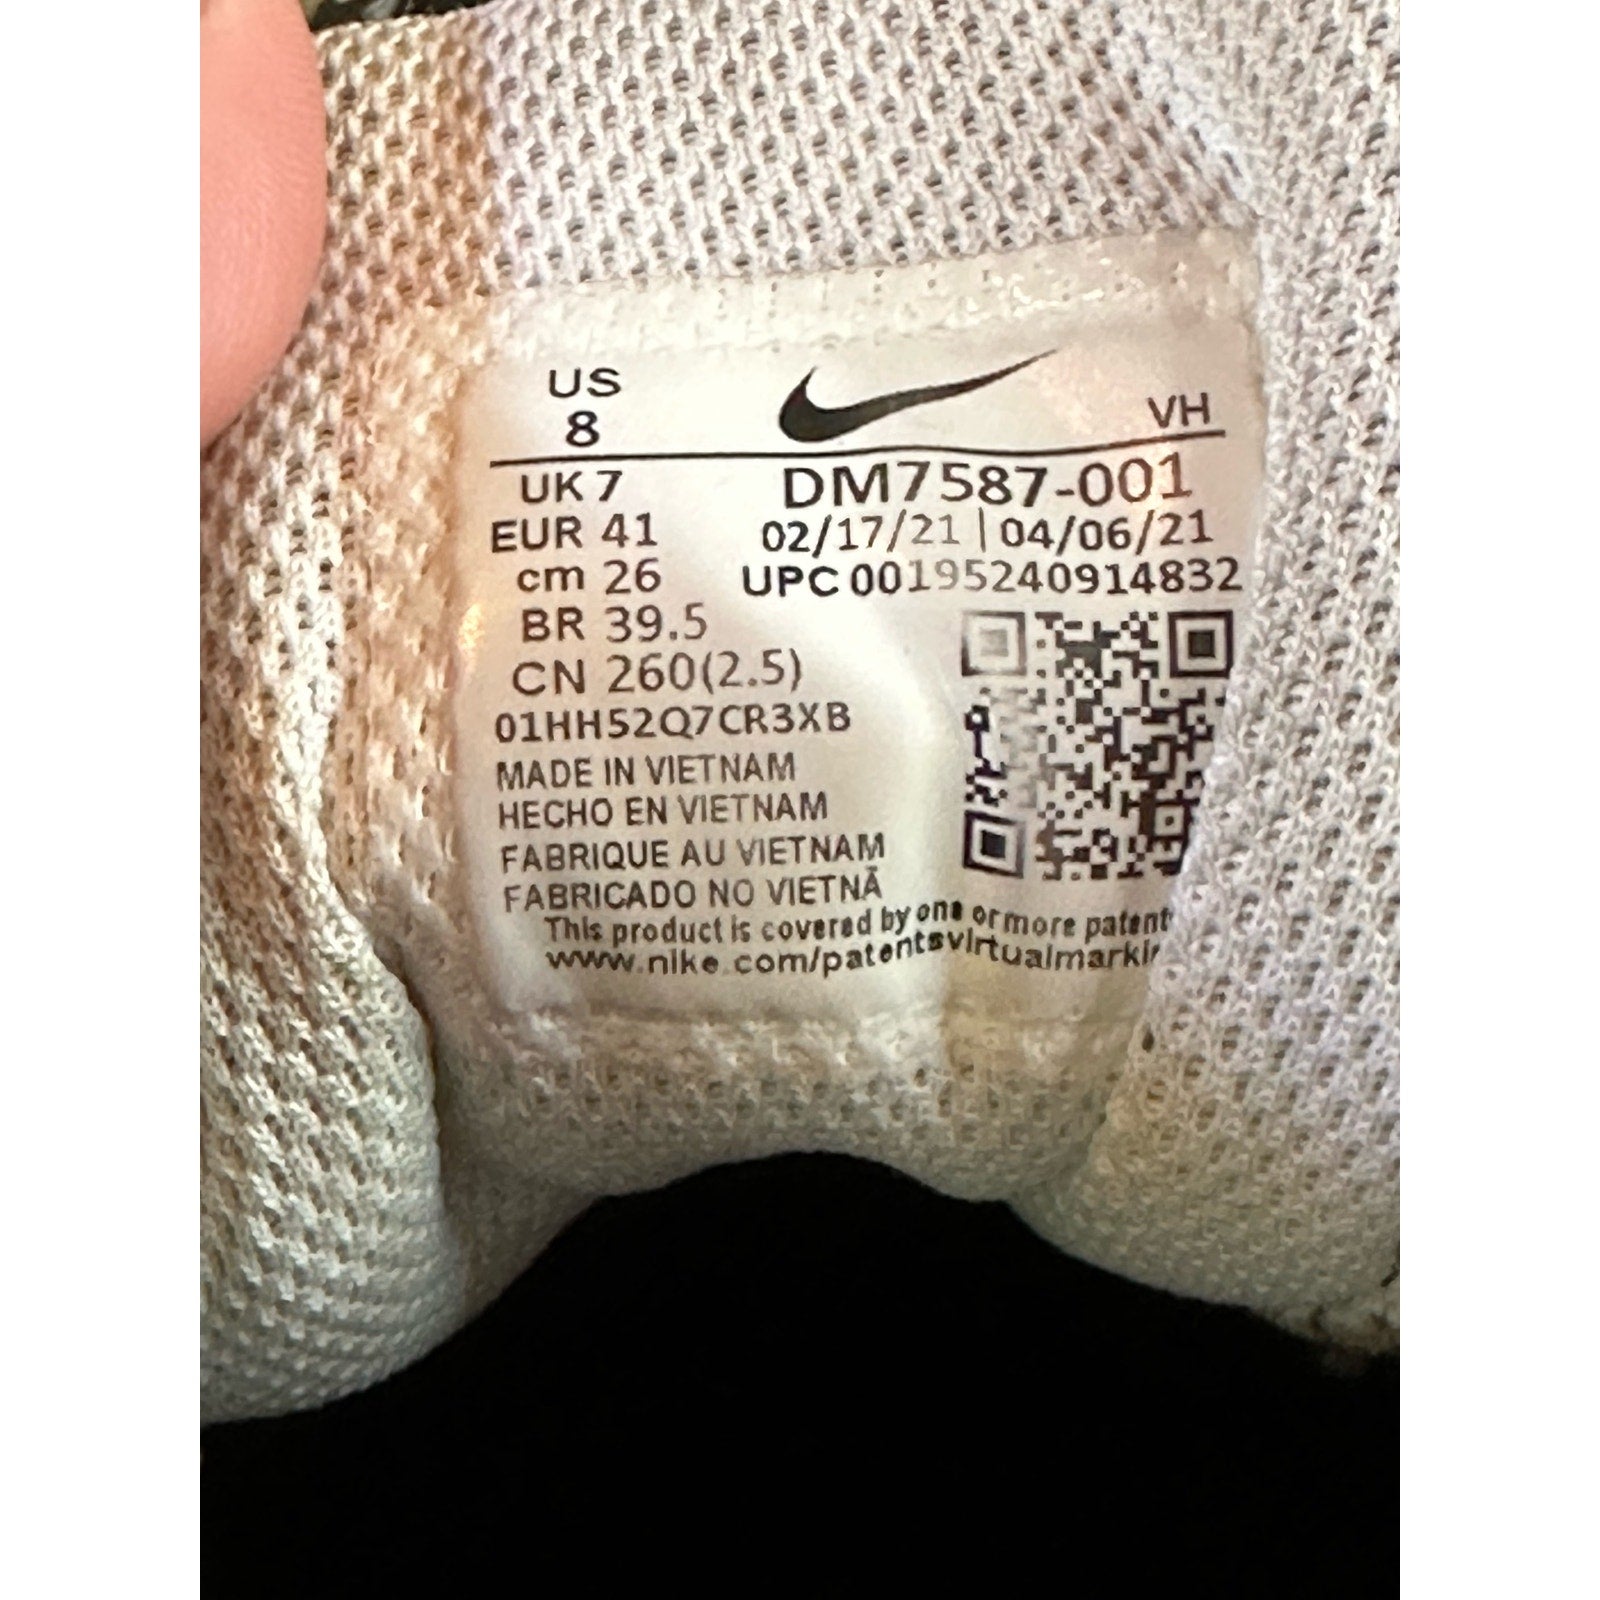 US
8
VH
UK 7
DM7587-001
EUR 41
02/17/21 | 04/06/21
cm 26
UPC 00195240914832
BR 39.5
CN 260(2.5)
01HH52Q7CR3XB
MADE IN VIETNAM
HECHO EN VIETNAM
FABRIQUE AU VIETNAM
FABRICADO NO VIETNÃ
This product is covered by one or more patent
www.nike.com/patentsvirtualmarkin